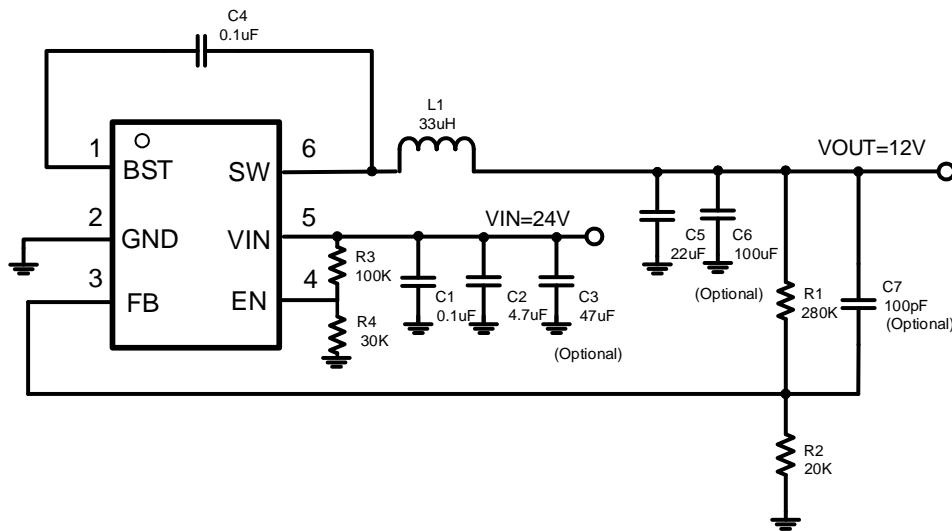 C4
0.1uF
L1
33uH
VOUT=12V
1
BST
SW
6
2
GND
VIN
5
VIN=24V
3
FB
EN
4
R3
100K
R4
30K
C1
0.1uF
C2
4.7uF
C3
47uF
(Optional)
C5
22uF
C6
100uF
(Optional)
R1
280K
C7
100pF
(Optional)
R2
20K